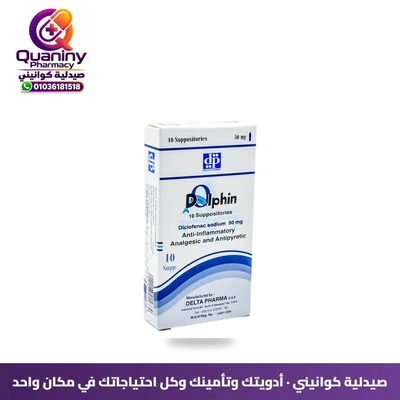 Quaniny
Pharmacy
صيدلية كوانيني
01036181518
10 Suppositories
50 mg
Dolphin
10 Suppositories
Diclofenac sodium 50 mg
Anti-Inflammatory
Analgesic and Antipyretic
10
Supp.
Manufactured by:
DELTA PHARMA S.A.E
صيدلية كوانيني · أدويتك وتأمينك وكل احتياجاتك في مكان واحد